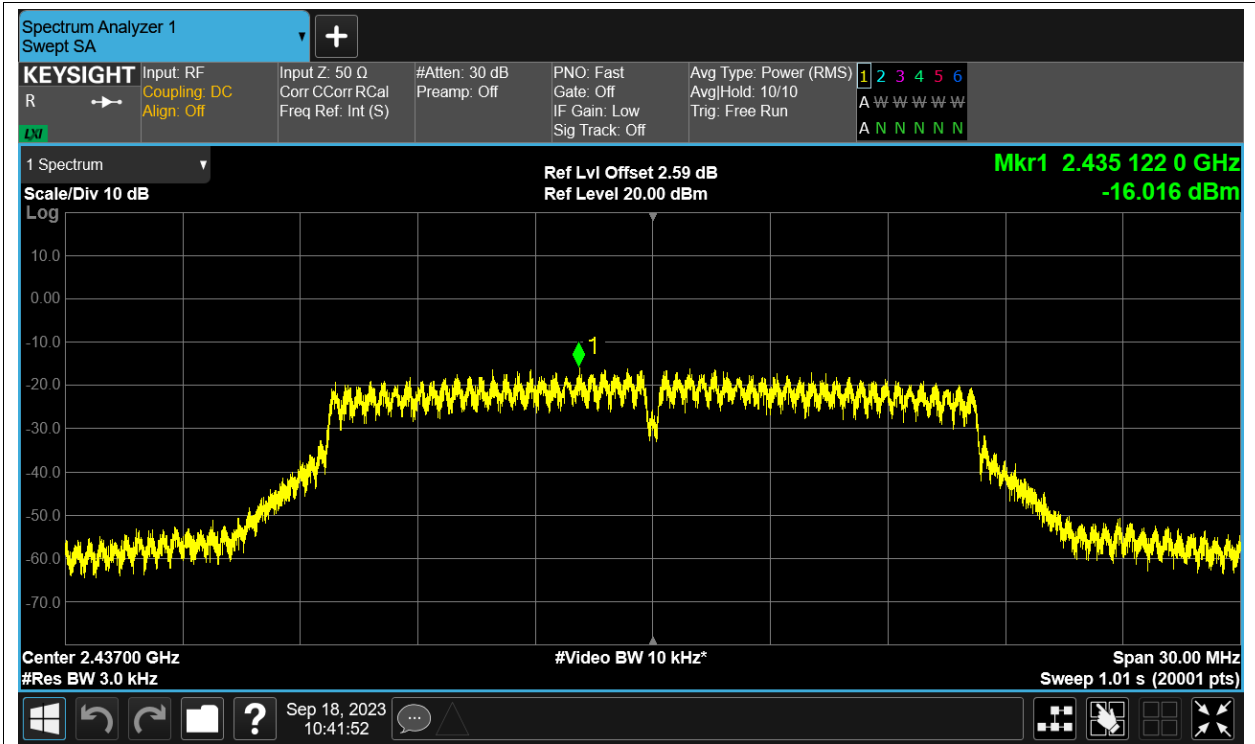 Spectrum Analyzer 1
Swept SA
KEYSIGHT
R
LXI
Input: RF
Coupling: DC
Align: Off
Input Z: 50 Ω
Corr CCorr RCal
Freq Ref: Int (S)
#Atten: 30 dB
Preamp: Off
PNO: Fast
Gate: Off
IF Gain: Low
Sig Track: Off
Avg Type: Power (RMS)
Avg|Hold: 10/10
Trig: Free Run
1 2 3 4 5 6
A W W W W W
A N N N N N
1 Spectrum
Scale/Div 10 dB
Log
Ref Lvl Offset 2.59 dB
Ref Level 20.00 dBm
Mkr1 2.435 122 0 GHz
-16.016 dBm
10.0
0.00
-10.0
-20.0
-30.0
-40.0
-50.0
-60.0
-70.0
1
Center 2.43700 GHz
#Res BW 3.0 kHz
#Video BW 10 kHz*
Span 30.00 MHz
Sweep 1.01 s (20001 pts)
?
Sep 18, 2023
10:41:52